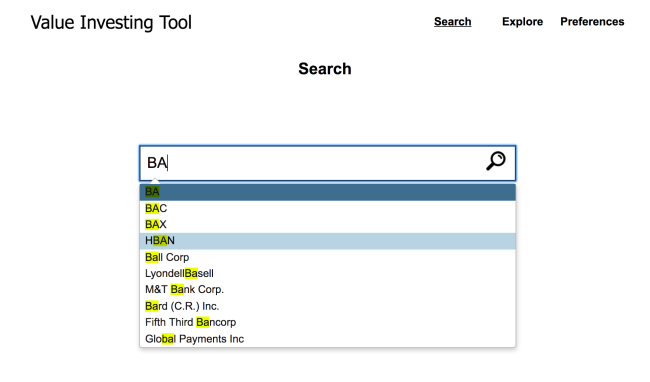 Value Investing Tool
Search Explore Preferences
Search
BA
BA
BAC
BAX
HBAN
Ball Corp
LyondellBasell
M&T Bank Corp.
Bard (C.R.) Inc.
Fifth Third Bancorp
Global Payments Inc